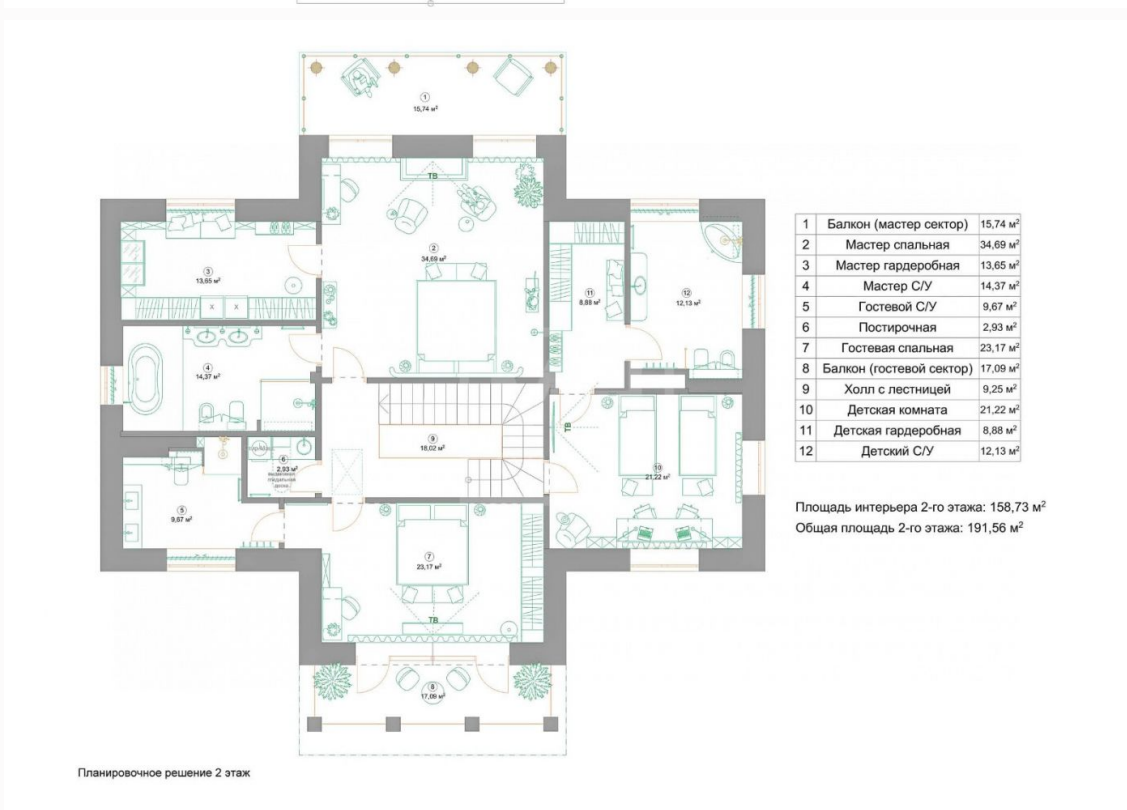 1
15,74 м²
ТВ
2
34,69 м²
3
13,65 м²
X X
11
8,88 м²
12
12,13 м²
4
14,37 м²
ТВ
9
18,02 м²
6
2,93 м²
10
21,22 м²
5
9,67 м²
7
23,17 м²
ТВ
8
17,09 м²
1 Балкон (мастер сектор) 15,74 м²
2 Мастер спальная 34,69 м²
3 Мастер гардеробная 13,65 м²
4 Мастер С/У 14,37 м²
5 Гостевой С/У 9,67 м²
6 Постирочная 2,93 м²
7 Гостевая спальная 23,17 м²
8 Балкон (гостевой сектор) 17,09 м²
9 Холл с лестницей 9,25 м²
10 Детская комната 21,22 м²
11 Детская гардеробная 8,88 м²
12 Детский С/У 12,13 м²
Площадь интерьера 2-го этажа: 158,73 м²
Общая площадь 2-го этажа: 191,56 м²
Планировочное решение 2 этаж